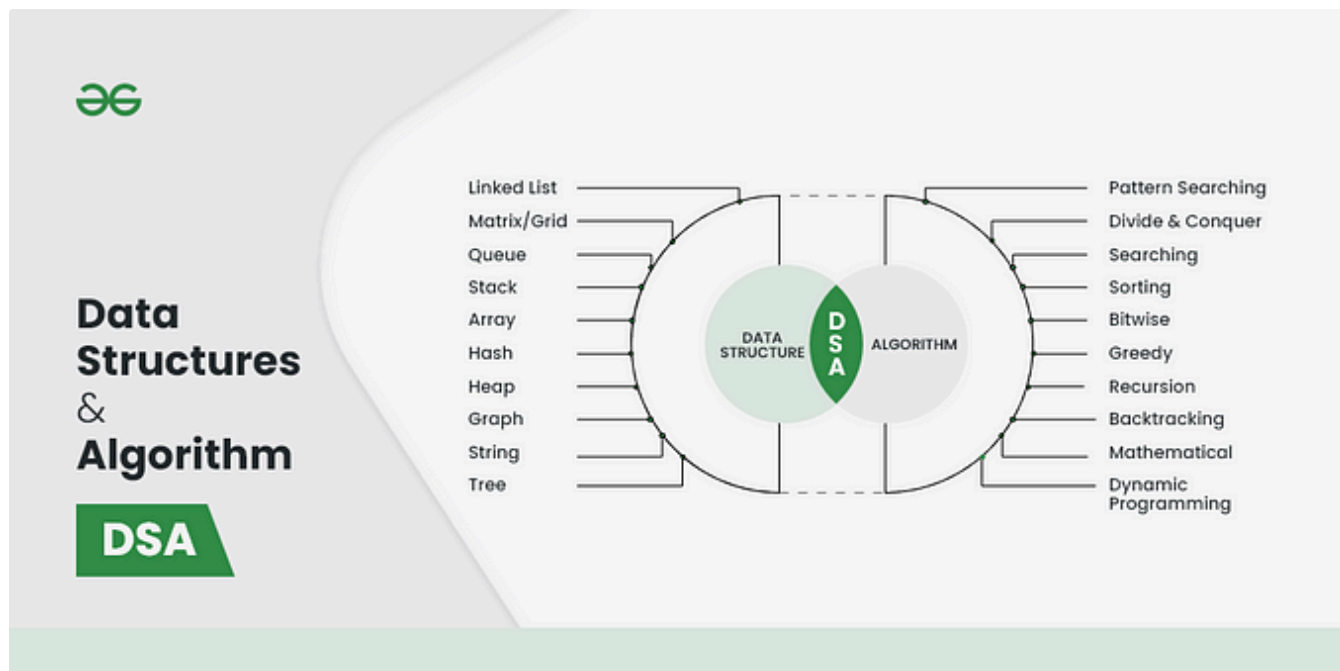 Data
Structures
&
Algorithm
DSA
Linked List
Matrix/Grid
Queue
Stack
Array
Hash
Heap
Graph
String
Tree
DATA
STRUCTURE
D
S
A
ALGORITHM
Pattern Searching
Divide & Conquer
Searching
Sorting
Bitwise
Greedy
Recursion
Backtracking
Mathematical
Dynamic
Programming